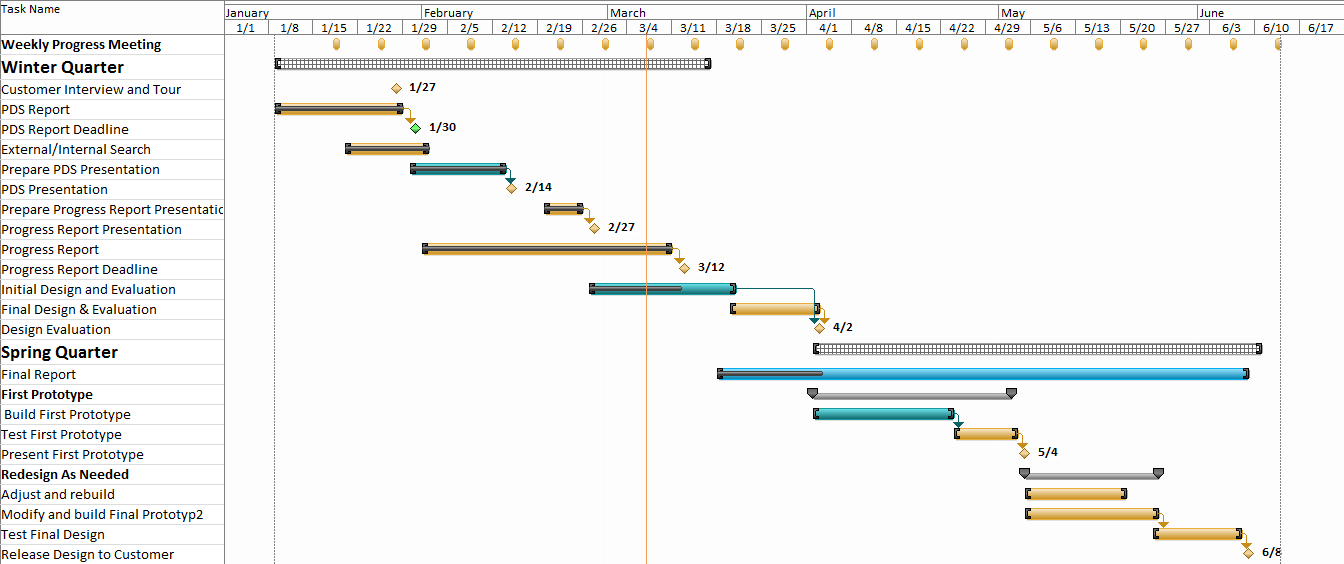 Task Name
January February March April May June
1/1 1/8 1/15 1/22 1/29 2/5 2/12 2/19 2/26 3/4 3/11 3/18 3/25 4/1 4/8 4/15 4/22 4/29 5/6 5/13 5/20 5/27 6/3 6/10 6/17
Weekly Progress Meeting
Winter Quarter
Customer Interview and Tour 1/27
PDS Report
PDS Report Deadline 1/30
External/Internal Search
Prepare PDS Presentation
PDS Presentation 2/14
Prepare Progress Report Presentatic
Progress Report Presentation 2/27
Progress Report
Progress Report Deadline 3/12
Initial Design and Evaluation
Final Design & Evaluation
Design Evaluation 4/2
Spring Quarter
Final Report
First Prototype
Build First Prototype
Test First Prototype
Present First Prototype 5/4
Redesign As Needed
Adjust and rebuild
Modify and build Final Prototyp2
Test Final Design
Release Design to Customer 6/8